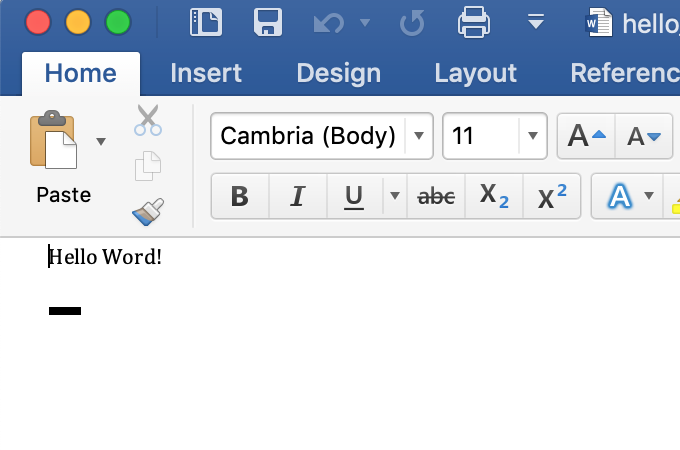 hello
Home Insert Design Layout Referenc
Cambria (Body) 11 A A
Paste
B I U abc X₂ X² A
Hello Word!